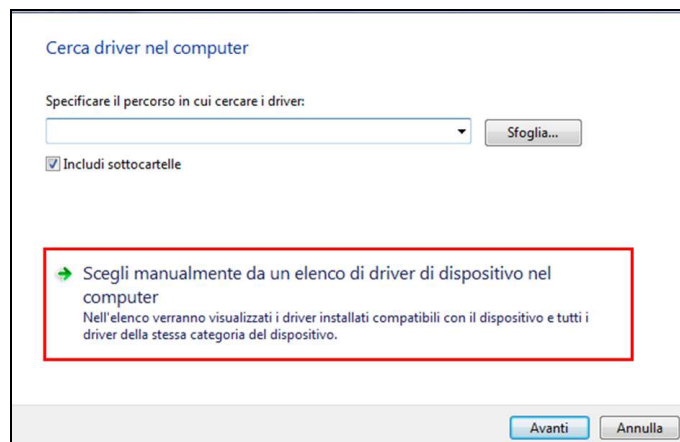 Cerca driver nel computer
Specificare il percorso in cui cercare i driver:
Sfoglia...
Includi sottocartelle
Scegli manualmente da un elenco di driver di dispositivo nel
computer
Nell'elenco verranno visualizzati i driver installati compatibili con il dispositivo e tutti i
driver della stessa categoria del dispositivo.
Avanti Annulla